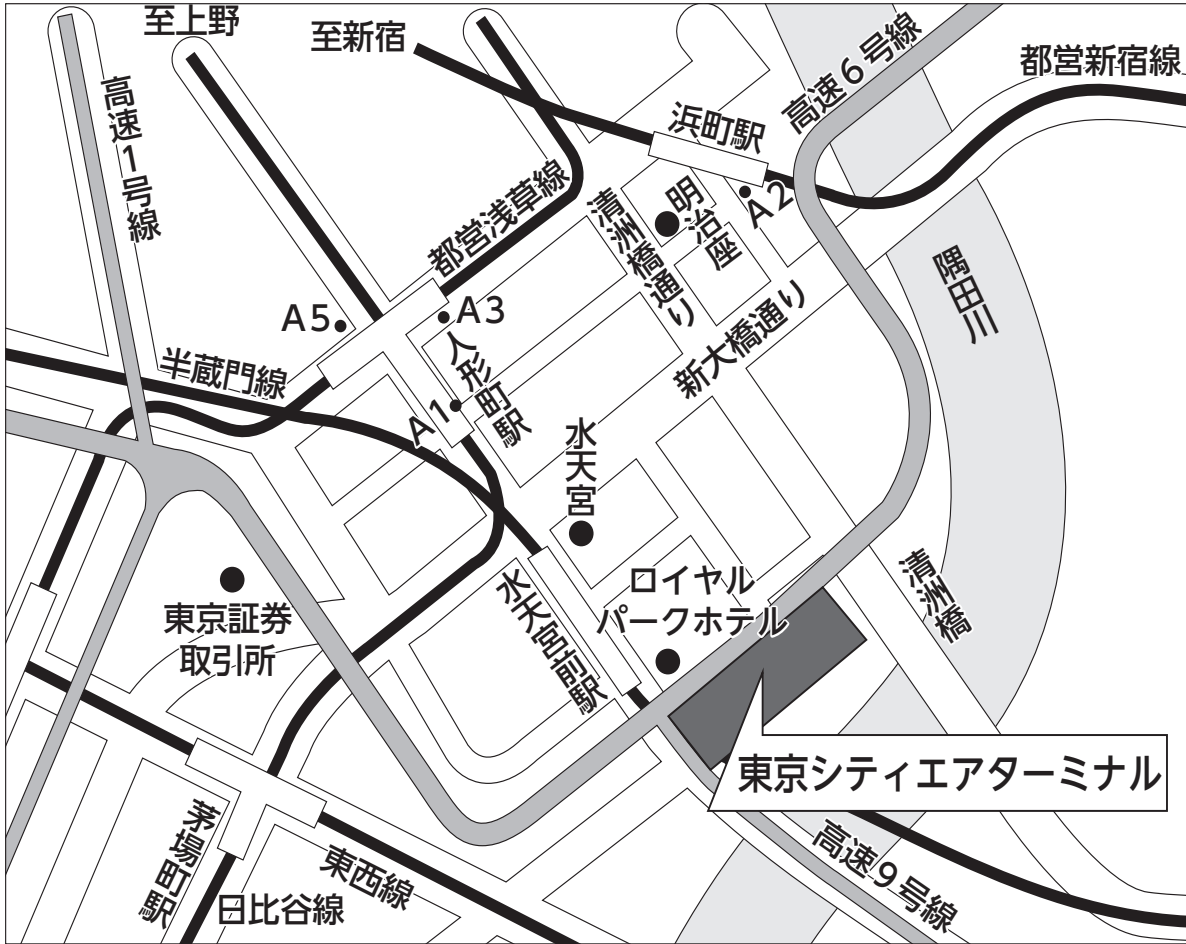 至上野
至新宿
高速6号線
都営新宿線
高速1号線
浜町駅
A2
明治座
清洲橋通り
都営浅草線
隅田川
A5
A3
新大橋通り
半蔵門線
人形町駅
A1
水天宮
清洲橋
ロイヤル
パークホテル
水天宮前駅
東京証券
取引所
東京シティエアターミナル
茅場町駅
東西線
高速9号線
日比谷線